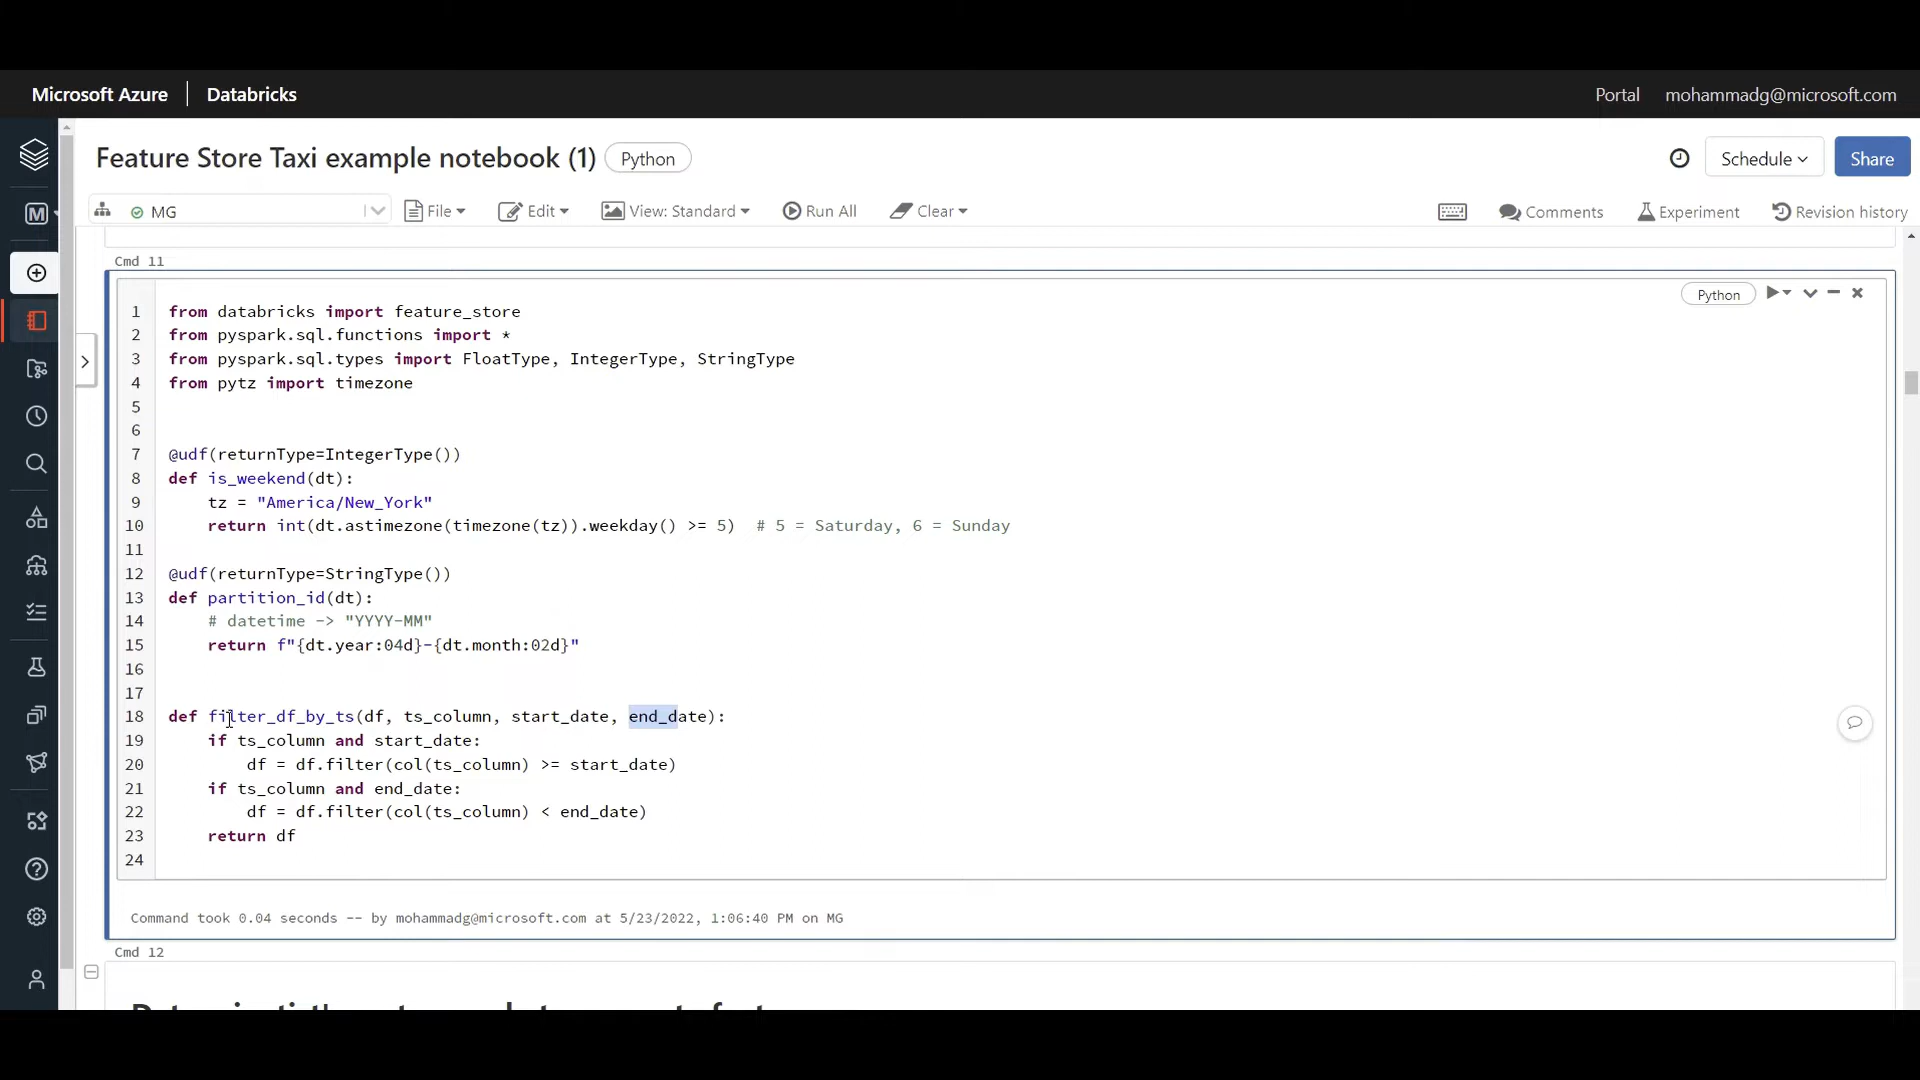 Microsoft Azure | Databricks
Portal mohammadg@microsoft.com
Feature Store Taxi example notebook (1) Python
Schedule Share
M
MG File Edit View: Standard Run All Clear
Comments Experiment Revision history
Cmd 11
Python
1 from databricks import feature_store
2 from pyspark.sql.functions import *
3 from pyspark.sql.types import FloatType, IntegerType, StringType
4 from pytz import timezone
5
6
7 @udf(returnType=IntegerType())
8 def is_weekend(dt):
9 tz = "America/New_York"
10 return int(dt.astimezone(timezone(tz)).weekday() >= 5) # 5 = Saturday, 6 = Sunday
11
12 @udf(returnType=StringType())
13 def partition_id(dt):
14 # datetime -> "YYYY-MM"
15 return f"{dt.year:04d}-{dt.month:02d}"
16
17
18 def filter_df_by_ts(df, ts_column, start_date, end_date):
19 if ts_column and start_date:
20 df = df.filter(col(ts_column) >= start_date)
21 if ts_column and end_date:
22 df = df.filter(col(ts_column) < end_date)
23 return df
24
Command took 0.04 seconds -- by mohammadg@microsoft.com at 5/23/2022, 1:06:40 PM on MG
Cmd 12